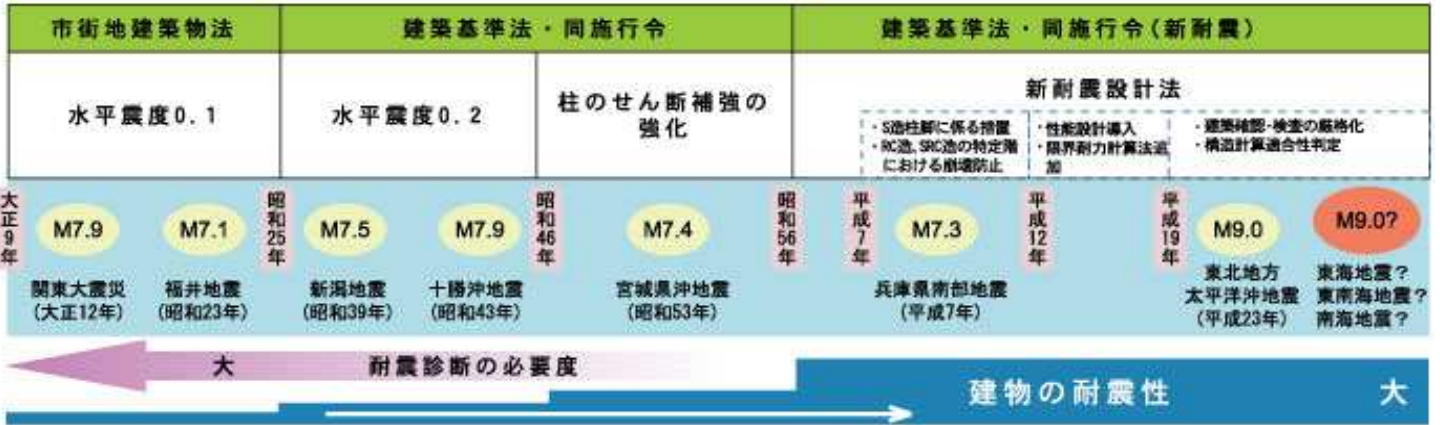 市街地建築物法
建築基準法・同施行令
建築基準法・同施行令(新耐震)
水平震度0.1
水平震度0.2
柱のせん断補強の
強化
新耐震設計法
・S造柱脚に係る措置
・RC造、SRC造の特定階
における崩壊防止
・性能設計導入
・限界耐力計算法追
加
・建築確認・検査の厳格化
・構造計算適合性判定
大正9年
昭和25年
昭和46年
昭和56年
平成7年
平成12年
平成19年
M7.9
M7.1
M7.5
M7.9
M7.4
M7.3
M9.0
M9.0?
関東大震災
(大正12年)
福井地震
(昭和23年)
新潟地震
(昭和39年)
十勝沖地震
(昭和43年)
宮城県沖地震
(昭和53年)
兵庫県南部地震
(平成7年)
東北地方
太平洋沖地震
(平成23年)
東海地震?
東南海地震?
南海地震?
大 耐震診断の必要度
建物の耐震性 大